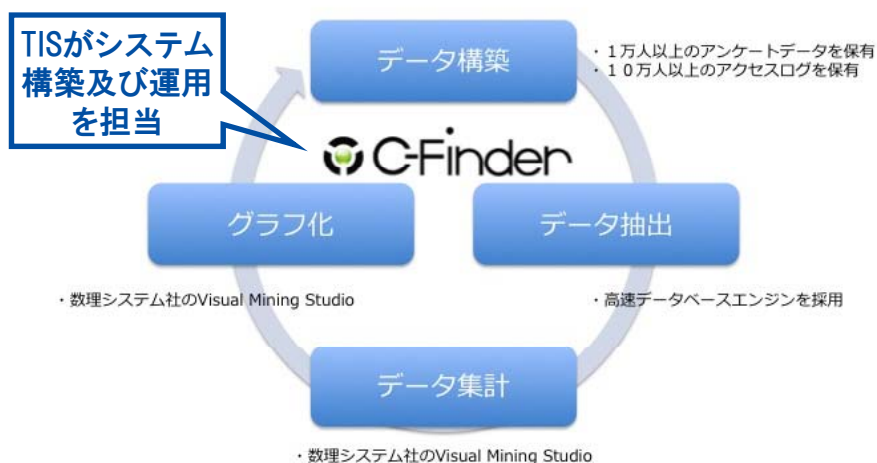 TISがシステム
構築及び運用
を担当
データ構築
・1万人以上のアンケートデータを保有
・１０万人以上のアクセスログを保有
C-Finder
グラフ化
データ抽出
・数理システム社のVisual Mining Studio
・高速データベースエンジンを採用
データ集計
・数理システム社のVisual Mining Studio